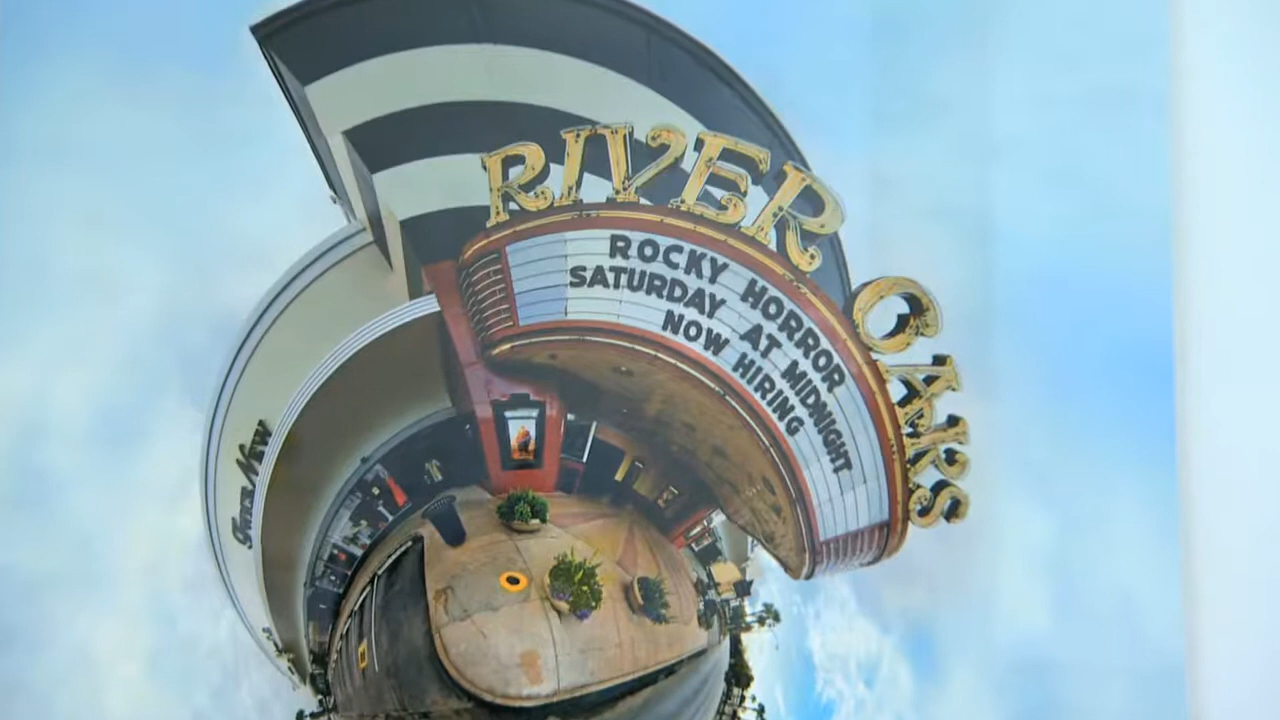 RIVER OAKS
ROCKY HORROR
SATURDAY AT MIDNIGHT
NOW HIRING